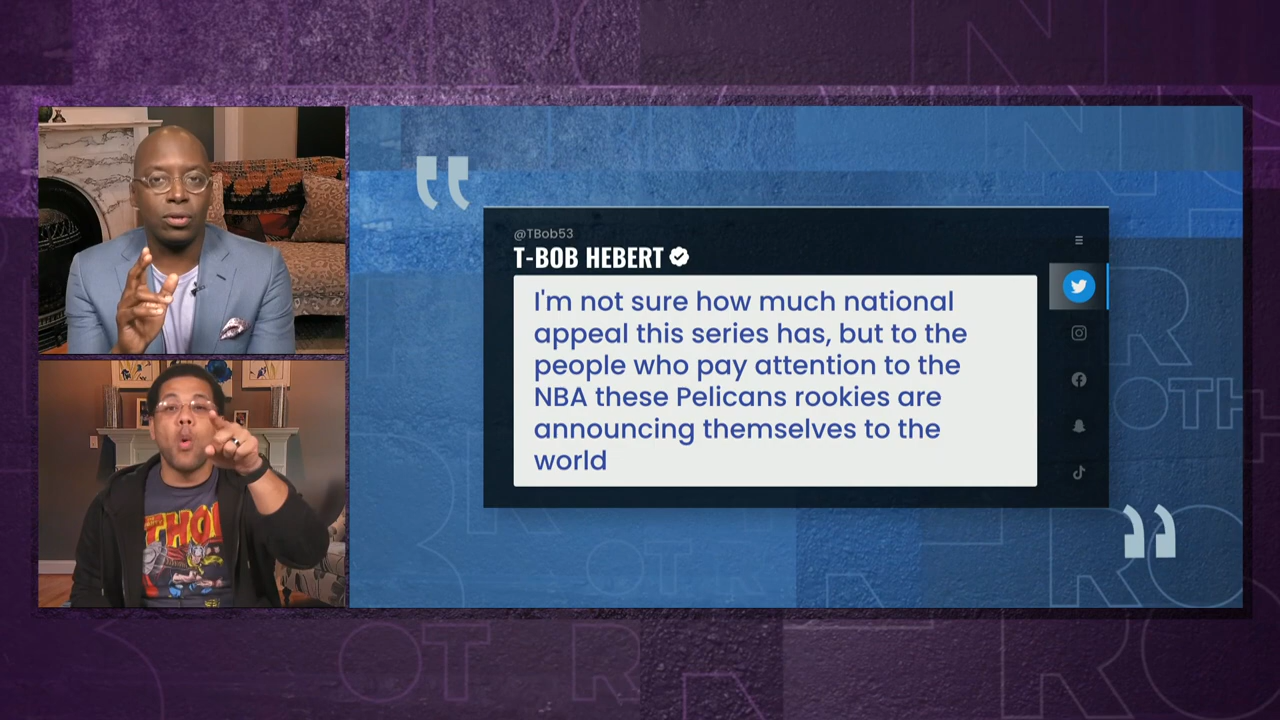 @TBob53
T-BOB HEBERT
I'm not sure how much national
appeal this series has, but to the
people who pay attention to the
NBA these Pelicans rookies are
announcing themselves to the
world